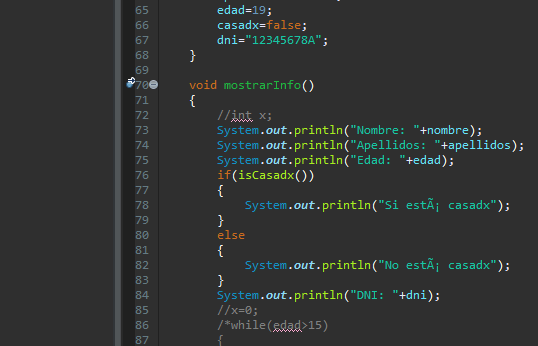 65 edad=19;
66 casadx=false;
67 dni="12345678A";
68 }
69
70 void mostrarInfo()
71 {
72 //int x;
73 System.out.println("Nombre: "+nombre);
74 System.out.println("Apellidos: "+apellidos);
75 System.out.println("Edad: "+edad);
76 if(isCasadx())
77 {
78 System.out.println("Si estÃ¡ casadx");
79 }
80 else
81 {
82 System.out.println("No estÃ¡ casadx");
83 }
84 System.out.println("DNI: "+dni);
85 //x=0;
86 /*while(edad>15)
87 {